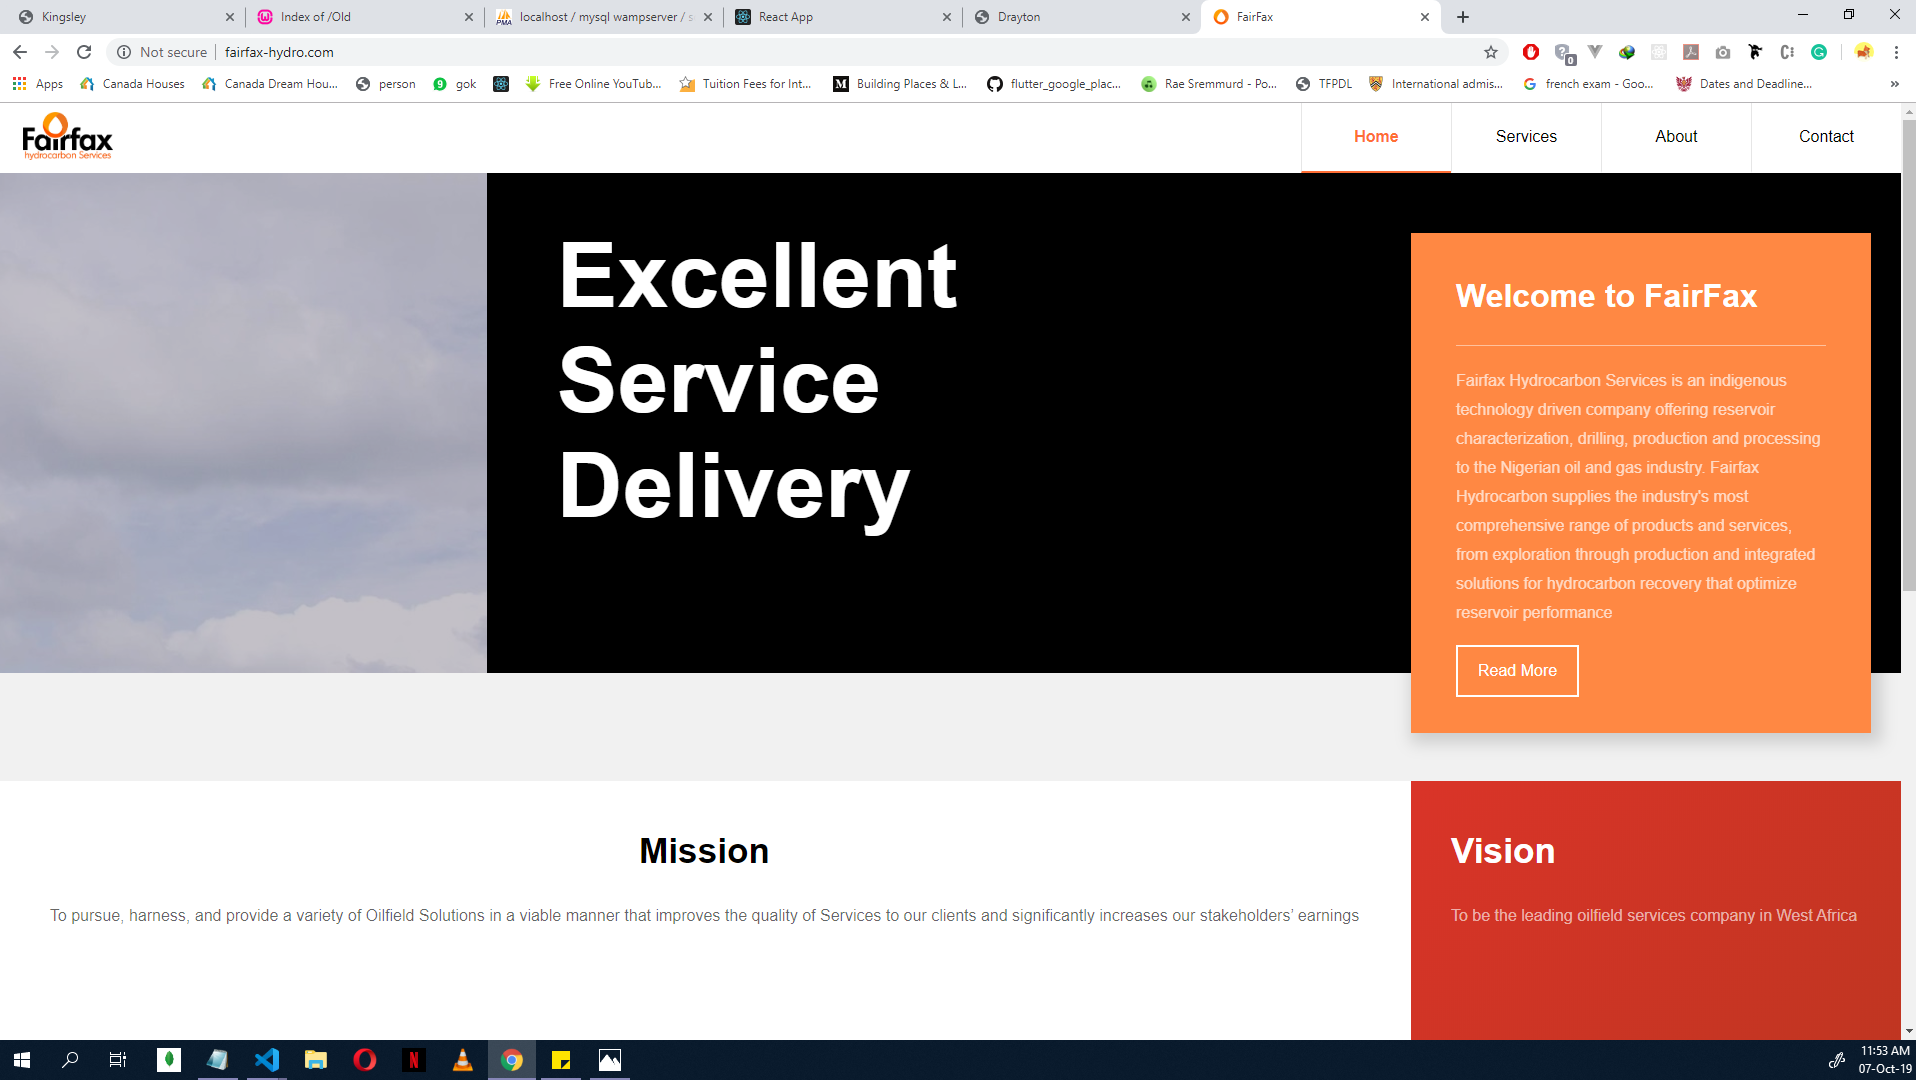 Kingsley
Index of /Old
localhost / mysql wampserver / s
React App
Drayton
FairFax
Not secure
fairfax-hydro.com
0
Apps
Canada Houses
Canada Dream Hou...
person
9
gok
Free Online YouTub...
Tuition Fees for Int...
M
Building Places & L...
flutter_google_plac...
Rae Sremmurd - Po...
TFPDL
International admis...
french exam - Goo...
Dates and Deadline...
»
Fairfax
hydrocarbon Services
Home
Services
About
Contact
Excellent
Service
Delivery
Welcome to FairFax
Fairfax Hydrocarbon Services is an indigenous
technology driven company offering reservoir
characterization, drilling, production and processing
to the Nigerian oil and gas industry. Fairfax
Hydrocarbon supplies the industry's most
comprehensive range of products and services,
from exploration through production and integrated
solutions for hydrocarbon recovery that optimize
reservoir performance
Read More
Mission
To pursue, harness, and provide a variety of Oilfield Solutions in a viable manner that improves the quality of Services to our clients and significantly increases our stakeholders’ earnings
Vision
To be the leading oilfield services company in West Africa
11:53 AM
07-Oct-19